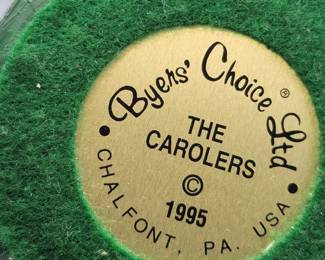 Byers' Choice Ltd ®
THE
CAROLERS
©
1995
• CHALFONT, PA. USA •